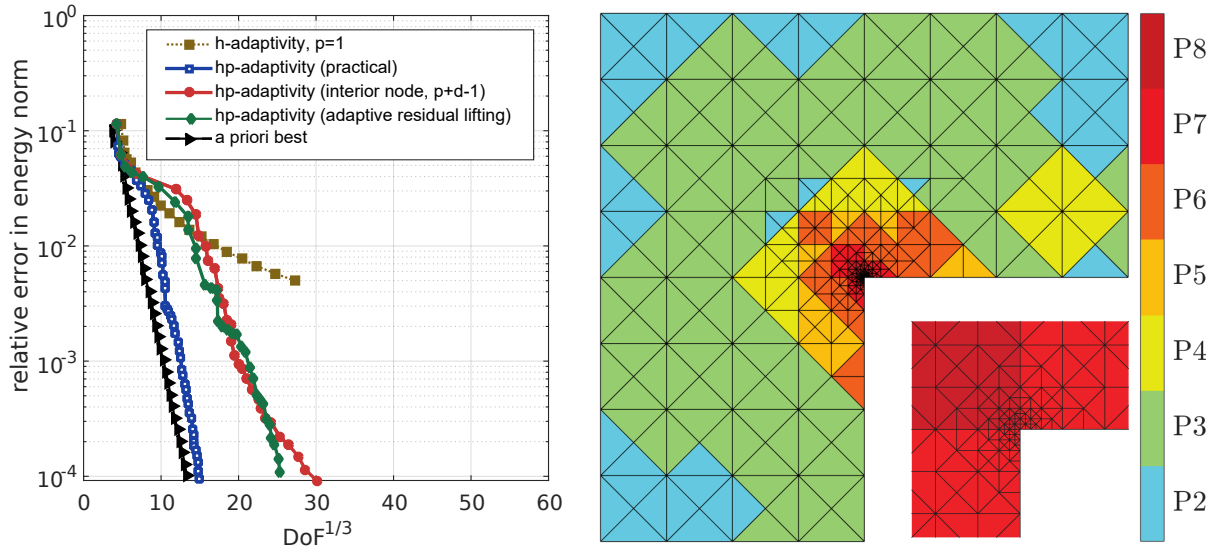 relative error in energy norm
10^0
10^-1
10^-2
10^-3
10^-4
h-adaptivity, p=1
hp-adaptivity (practical)
hp-adaptivity (interior node, p+d-1)
hp-adaptivity (adaptive residual lifting)
a priori best
0 10 20 30 40 50 60
DoF^1/3
P8
P7
P6
P5
P4
P3
P2